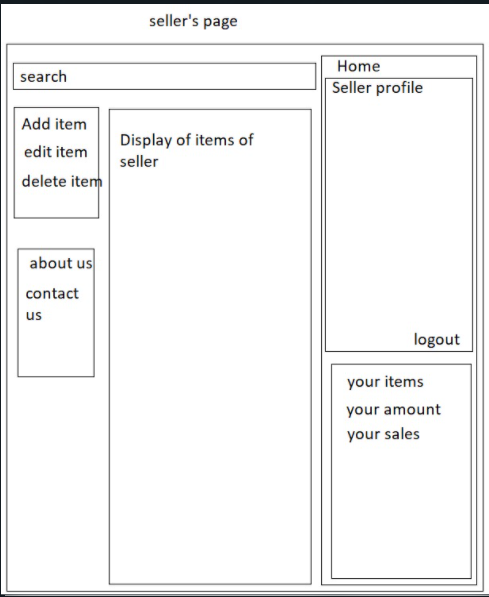 seller's page
search
Add item
edit item
delete item
about us
contact
us
Display of items of
seller
Home
Seller profile
logout
your items
your amount
your sales